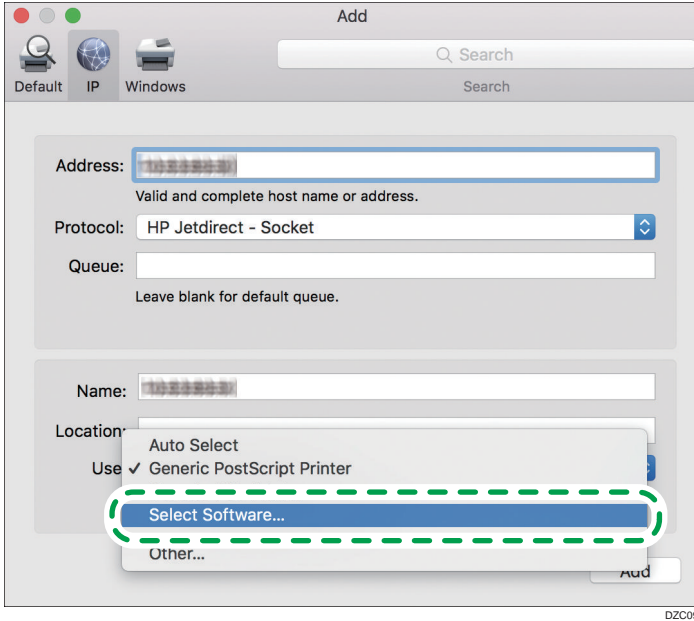 Add
Search
Default IP Windows Search
Address:
Valid and complete host name or address.
Protocol: HP Jetdirect - Socket
Queue:
Leave blank for default queue.
Name:
Location:
Auto Select
Use ✓ Generic PostScript Printer
Select Software...
Other...
Add